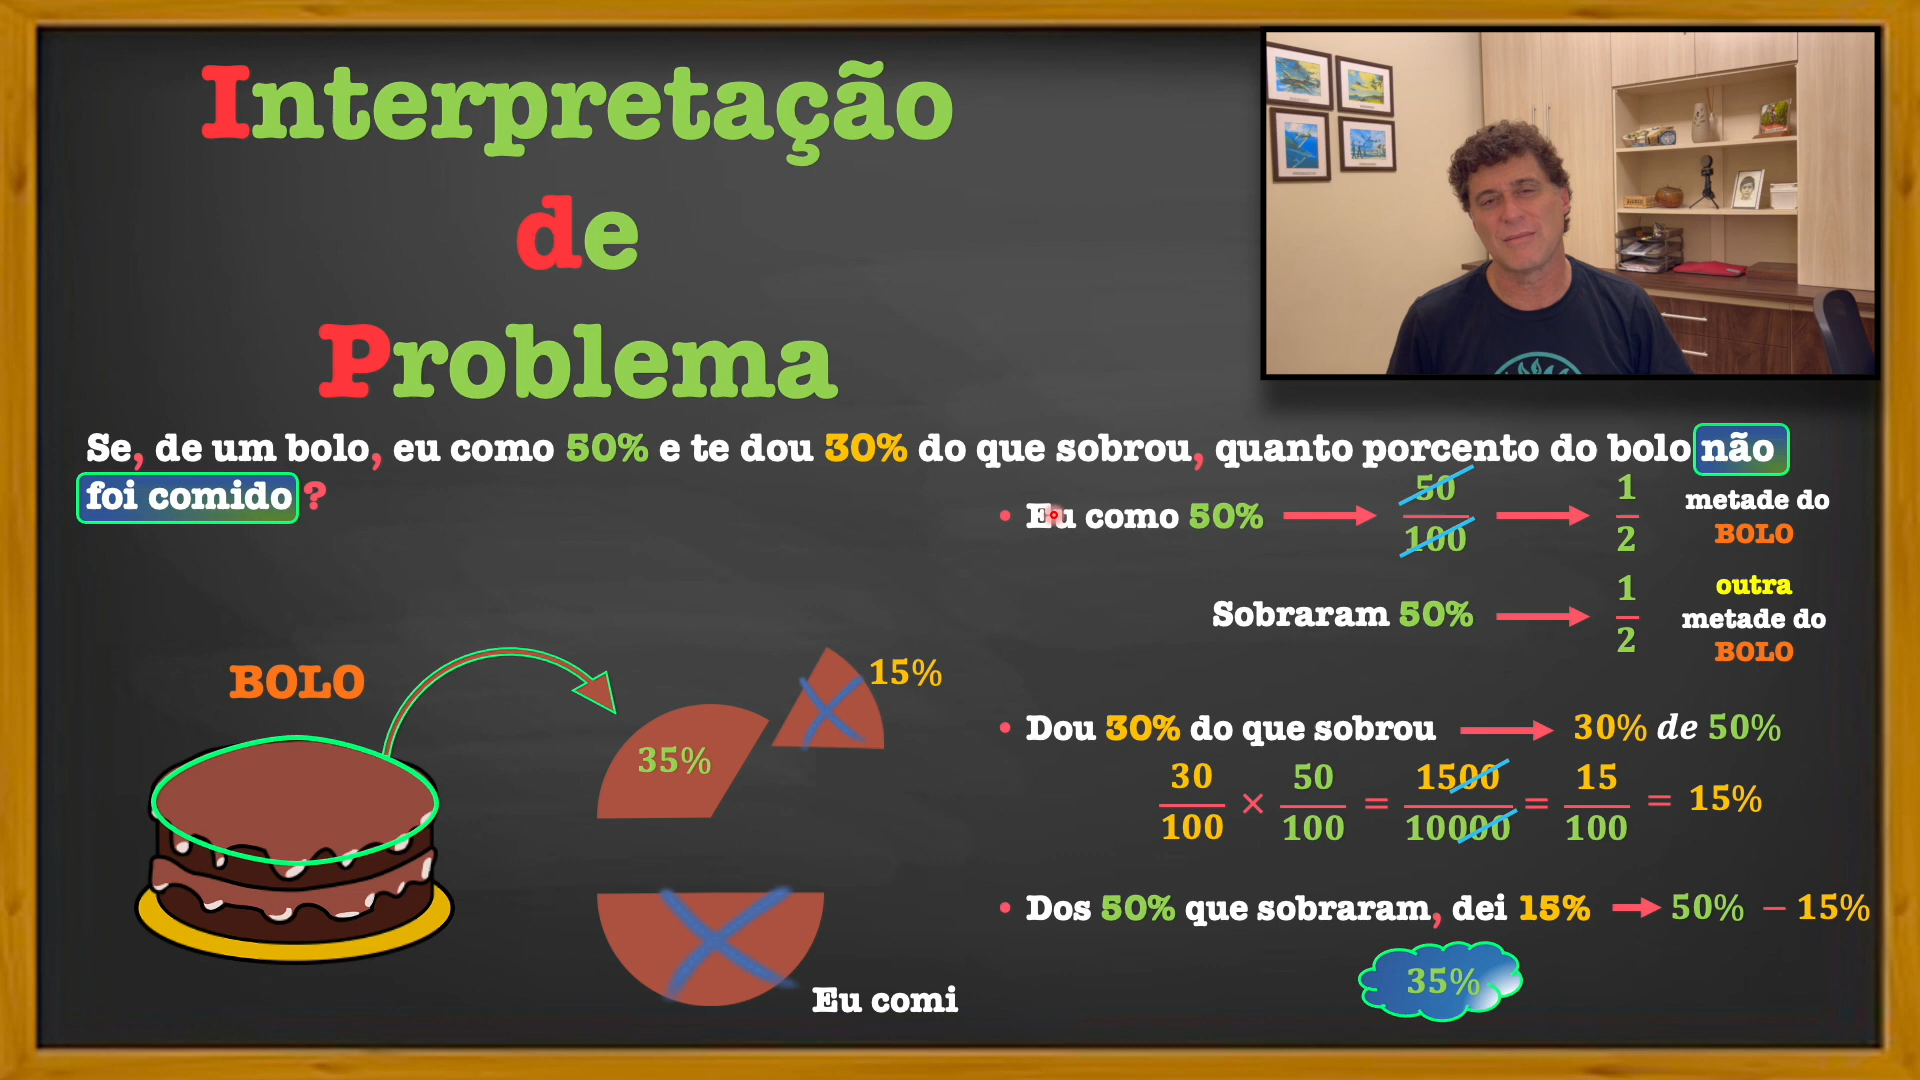 Interpretação
de
Problema
Se, de um bolo, eu como 50% e te dou 30% do que sobrou, quanto porcento do bolo não
foi comido ?
• Eu como 50% → 50/100 → 1/2 metade do
BOLO
Sobraram 50% → 1/2 outra
metade do
BOLO
BOLO
35%
15%
Eu comi
• Dou 30% do que sobrou → 30% de 50%
30/100 × 50/100 = 1500/10000 = 15/100 = 15%
• Dos 50% que sobraram, dei 15% → 50% − 15%
35%